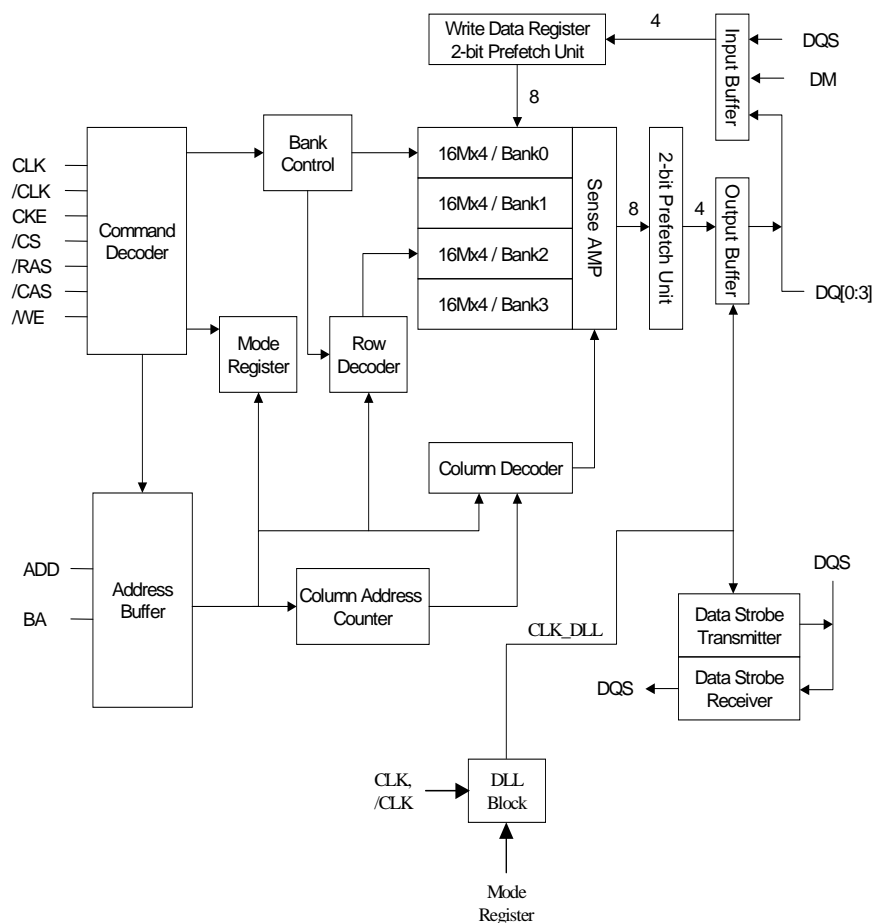 Write Data Register
2-bit Prefetch Unit
4
Input Buffer
DQS
DM
8
Bank
Control
16Mx4 / Bank0
16Mx4 / Bank1
16Mx4 / Bank2
16Mx4 / Bank3
Sense AMP
8
2-bit Prefetch Unit
4
Output Buffer
DQ[0:3]
CLK
/CLK
CKE
/CS
/RAS
/CAS
/WE
Command
Decoder
Mode
Register
Row
Decoder
Column Decoder
ADD
BA
Address
Buffer
Column Address
Counter
CLK_DLL
DQS
Data Strobe
Transmitter
Data Strobe
Receiver
DQS
CLK,
/CLK
DLL
Block
Mode
Register